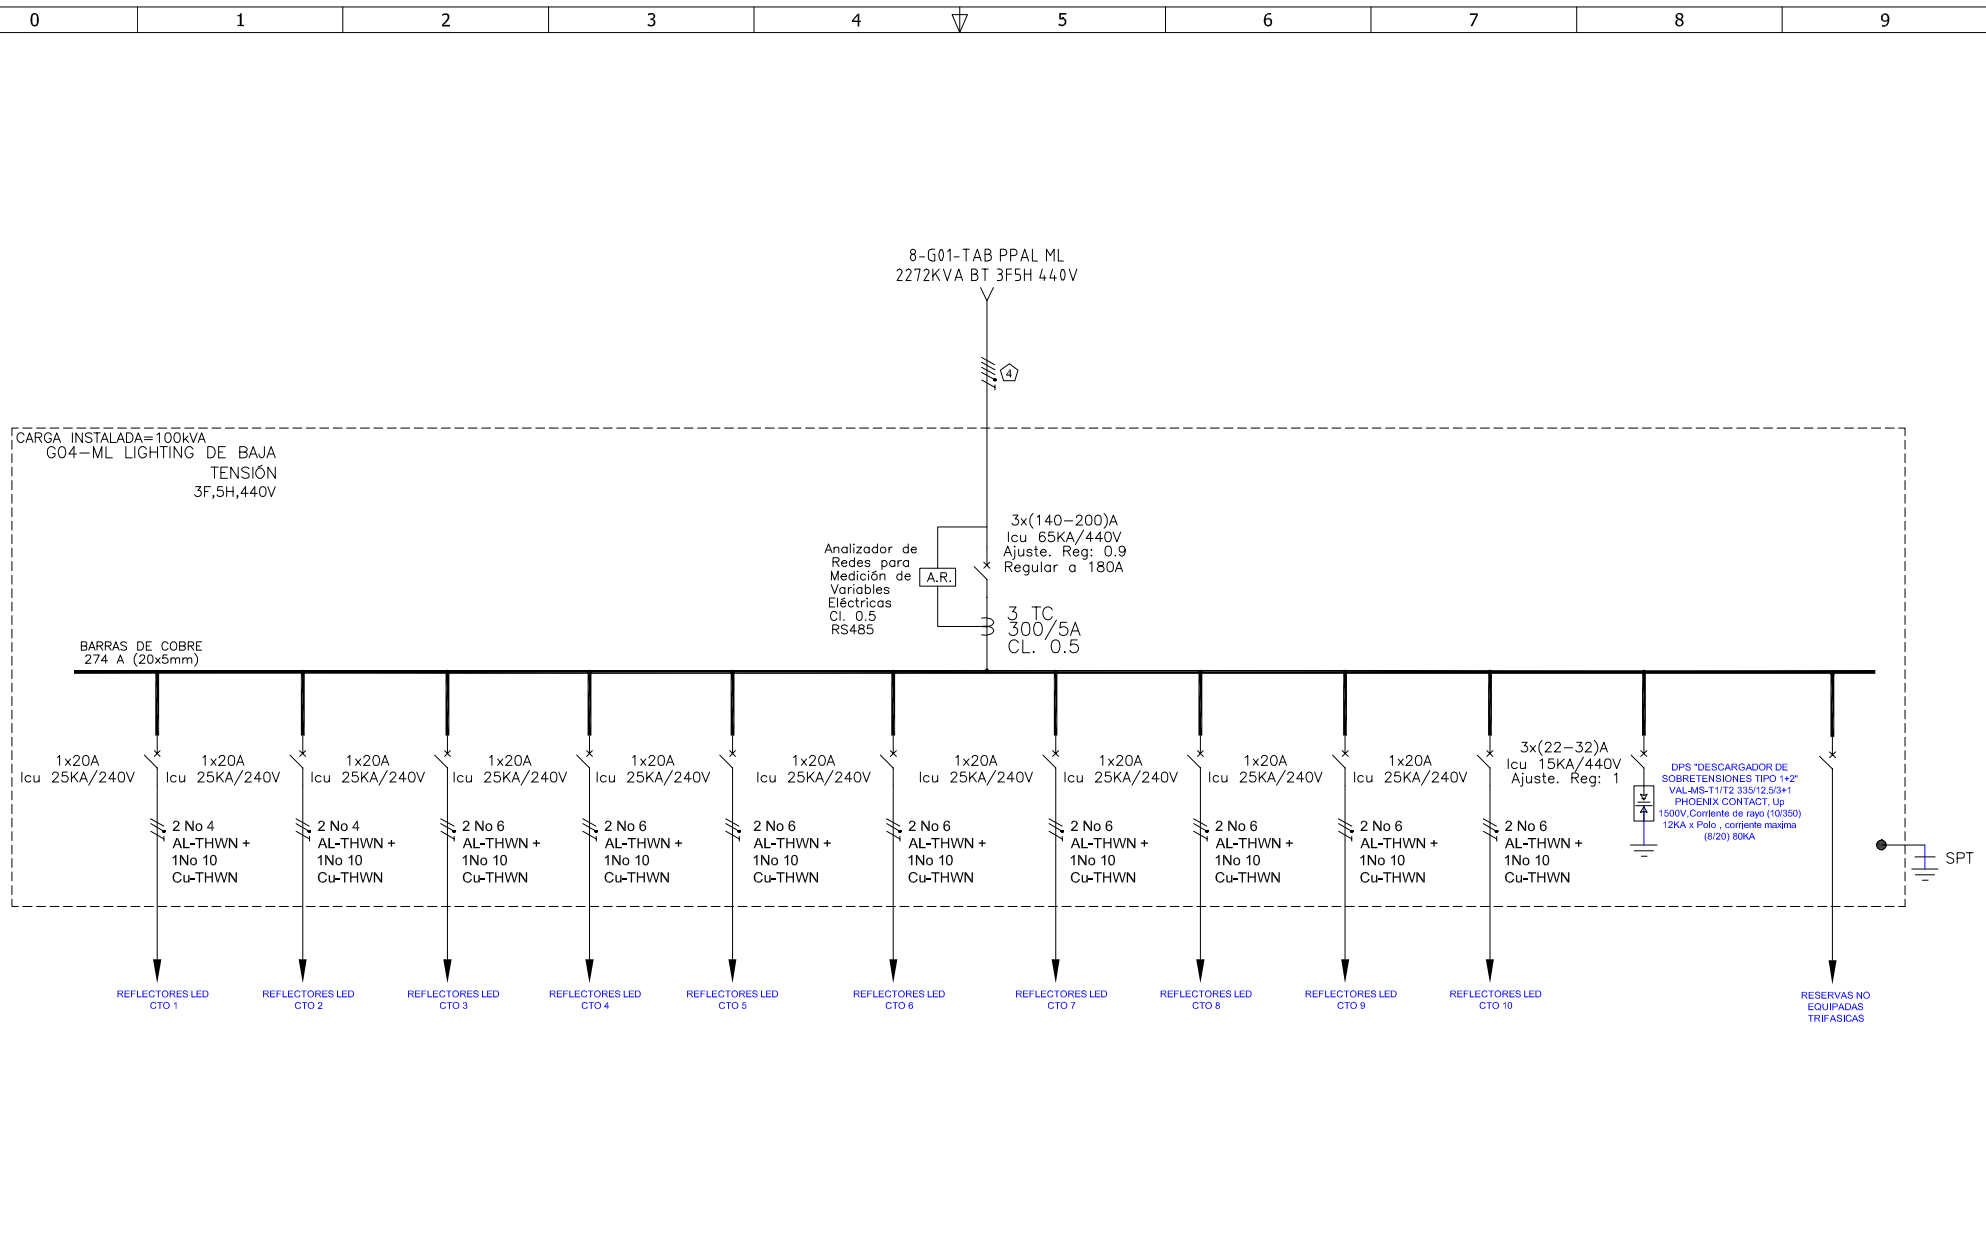 0 1 2 3 4 5 6 7 8 9
8-G01-TAB PPAL ML
2272KVA BT 3F5H 440V
4
CARGA INSTALADA=100kVA
G04-ML LIGHTING DE BAJA
TENSIÓN
3F,5H,440V
3x(140-200)A
Icu 65KA/440V
Ajuste. Reg: 0.9
Regular a 180A
Analizador de
Redes para
Medición de
Variables
Eléctricas
Cl. 0.5
RS485
A.R.
3 TC
300/5A
CL. 0.5
BARRAS DE COBRE
274 A (20x5mm)
1x20A
Icu 25KA/240V
1x20A
Icu 25KA/240V
1x20A
Icu 25KA/240V
1x20A
Icu 25KA/240V
1x20A
Icu 25KA/240V
1x20A
Icu 25KA/240V
1x20A
Icu 25KA/240V
1x20A
Icu 25KA/240V
1x20A
Icu 25KA/240V
1x20A
Icu 25KA/240V
3x(22-32)A
Icu 15KA/440V
Ajuste. Reg: 1
DPS "DESCARGADOR DE
SOBRETENSIONES TIPO 1+2"
VAL-MS-T1/T2 335/12.5/3+1
PHOENIX CONTACT, Up
1500V,Corriente de rayo (10/350)
12KA x Polo , corriente maxima
(8/20) 80KA
2 No 4
AL-THWN +
1No 10
Cu-THWN
2 No 4
AL-THWN +
1No 10
Cu-THWN
2 No 6
AL-THWN +
1No 10
Cu-THWN
2 No 6
AL-THWN +
1No 10
Cu-THWN
2 No 6
AL-THWN +
1No 10
Cu-THWN
2 No 6
AL-THWN +
1No 10
Cu-THWN
2 No 6
AL-THWN +
1No 10
Cu-THWN
2 No 6
AL-THWN +
1No 10
Cu-THWN
2 No 6
AL-THWN +
1No 10
Cu-THWN
2 No 6
AL-THWN +
1No 10
Cu-THWN
SPT
REFLECTORES LED
CTO 1
REFLECTORES LED
CTO 2
REFLECTORES LED
CTO 3
REFLECTORES LED
CTO 4
REFLECTORES LED
CTO 5
REFLECTORES LED
CTO 6
REFLECTORES LED
CTO 7
REFLECTORES LED
CTO 8
REFLECTORES LED
CTO 9
REFLECTORES LED
CTO 10
RESERVAS NO
EQUIPADAS
TRIFASICAS